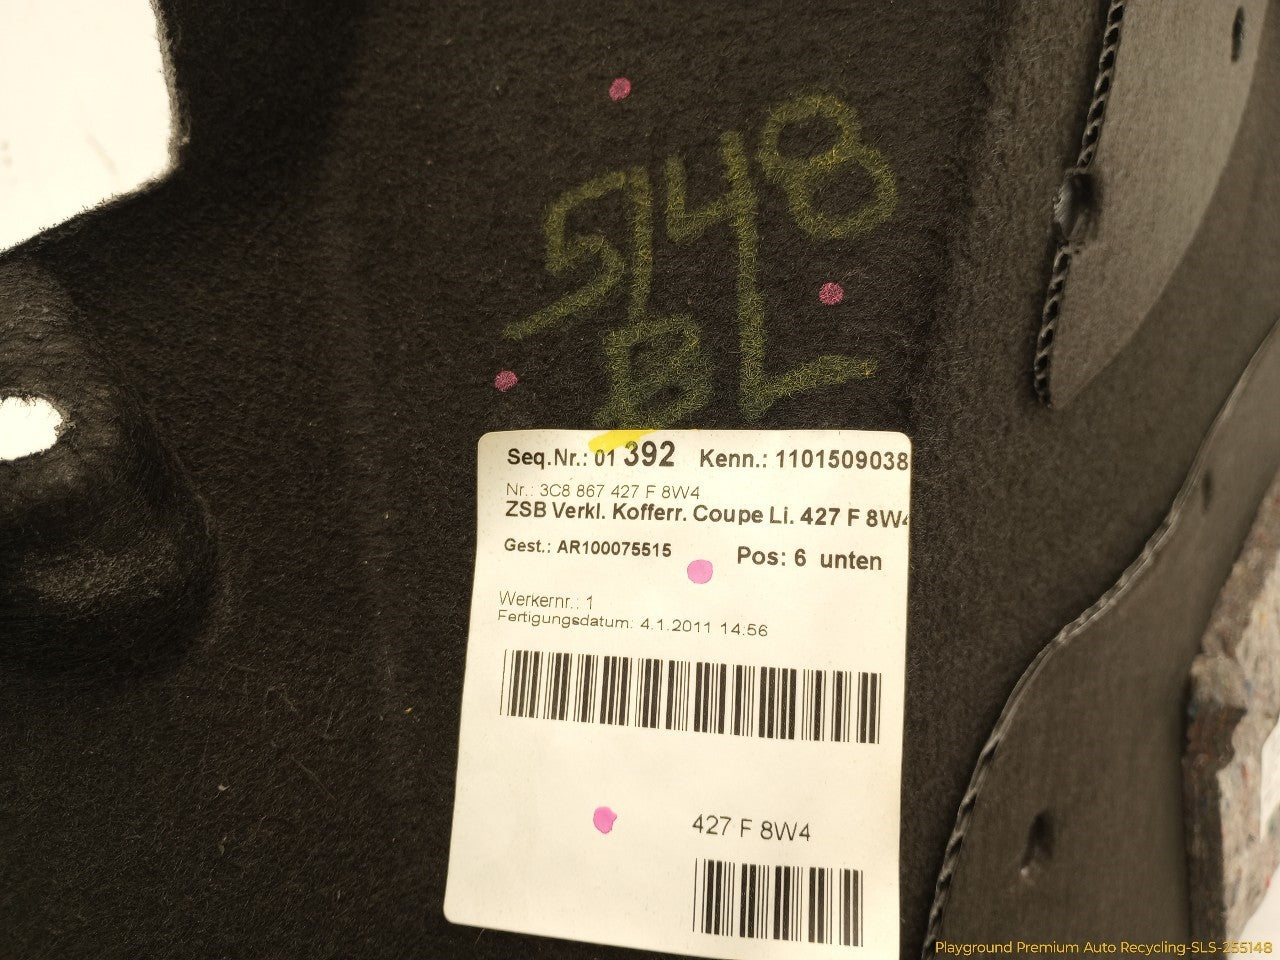 5148
BL
Seq.Nr.: 01 392 Kenn.: 1101509038
Nr.: 3C8 867 427 F 8W4
ZSB Verkl. Kofferr. Coupe Li. 427 F 8W4
Gest.: AR100075515 Pos: 6 unten
Werkernr.: 1
Fertigungsdatum: 4.1.2011 14:56
427 F 8W4
Playground Premium Auto Recycling-SLS-255148